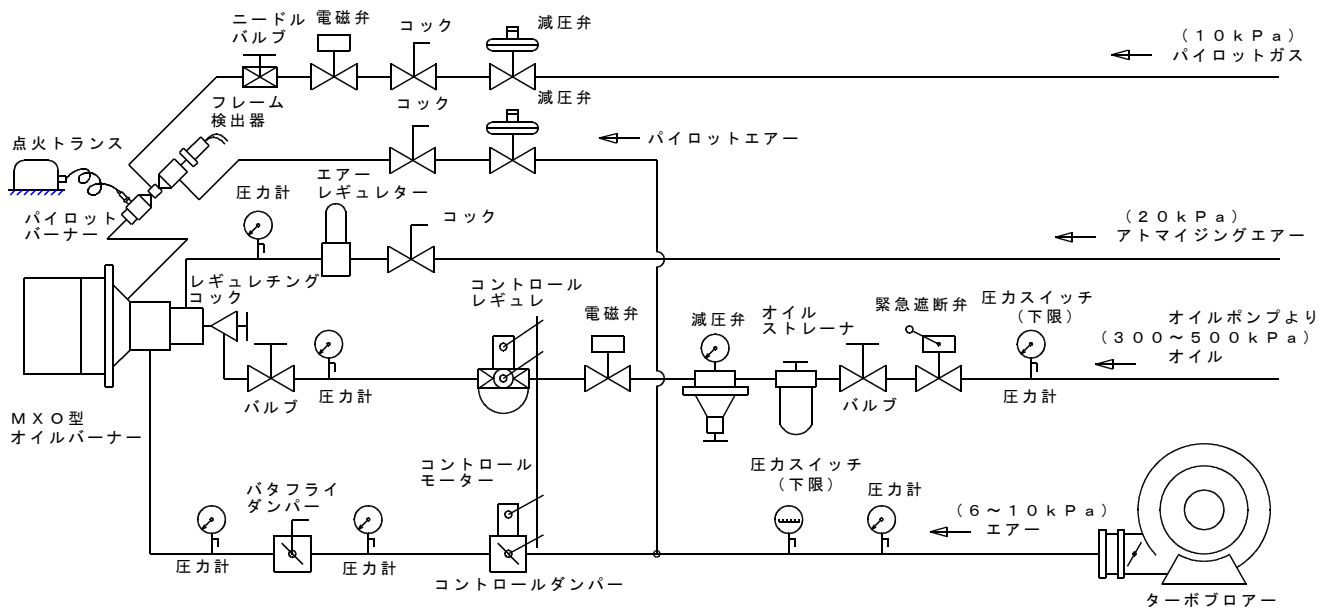 ニードル
バルブ
電磁弁
コック
減圧弁
（１０ｋＰａ）
パイロットガス
フレーム
検出器
コック
減圧弁
点火トランス
パイロットエアー
エアー
レギュレター
圧力計
コック
パイロット
バーナー
（２０ｋＰａ）
アトマイジングエアー
レギュレチング
コック
コントロール
レギュレ
電磁弁
減圧弁
オイル
ストレーナ
緊急遮断弁
圧力スイッチ
（下限）
オイルポンプより
（３００～５００ｋＰａ）
オイル
バルブ
圧力計
バルブ
圧力計
ＭＸＯ型
オイルバーナー
コントロール
モーター
圧力スイッチ
（下限）
圧力計
バタフライ
ダンパー
（６～１０ｋＰａ）
エアー
圧力計
圧力計
コントロールダンパー
ターボブロアー